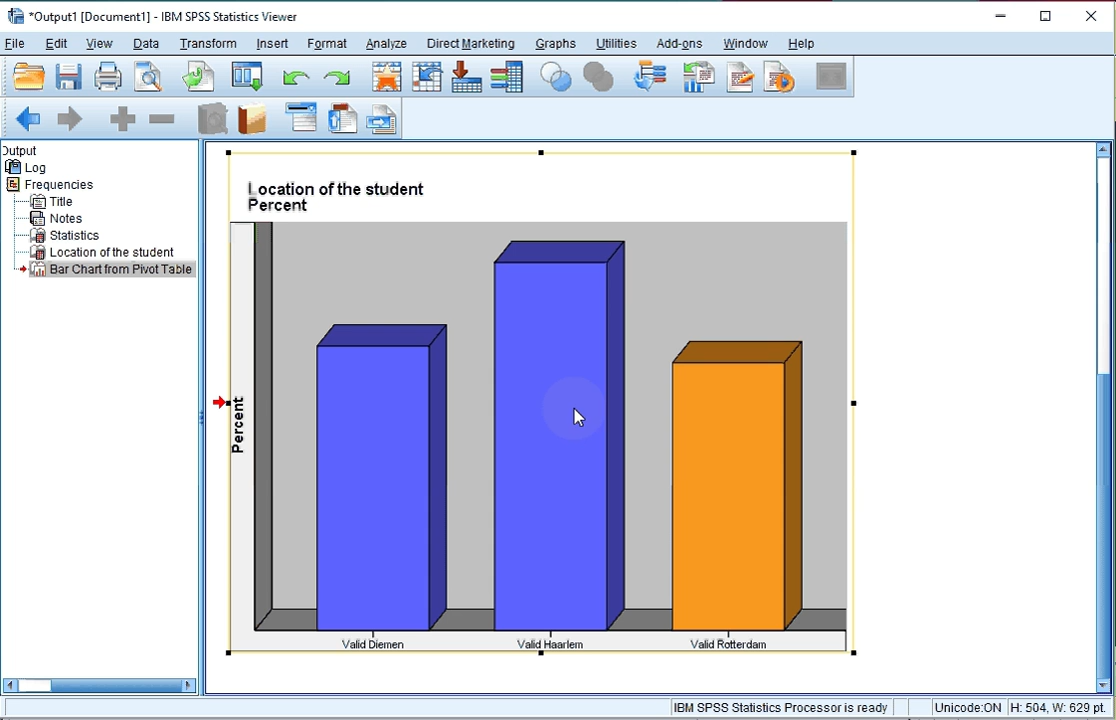 *Output1 [Document1] - IBM SPSS Statistics Viewer
File Edit View Data Transform Insert Format Analyze Direct Marketing Graphs Utilities Add-ons Window Help
Output
Log
Frequencies
Title
Notes
Statistics
Location of the student
Bar Chart from Pivot Table
Location of the student
Percent
Percent
Valid Diemen Valid Haarlem Valid Rotterdam
IBM SPSS Statistics Processor is ready Unicode:ON H: 504, W: 629 pt.